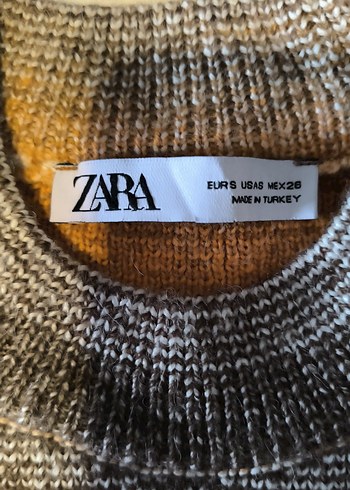 ZARA
EUR S USA S MEX 26
MADE IN TURKEY